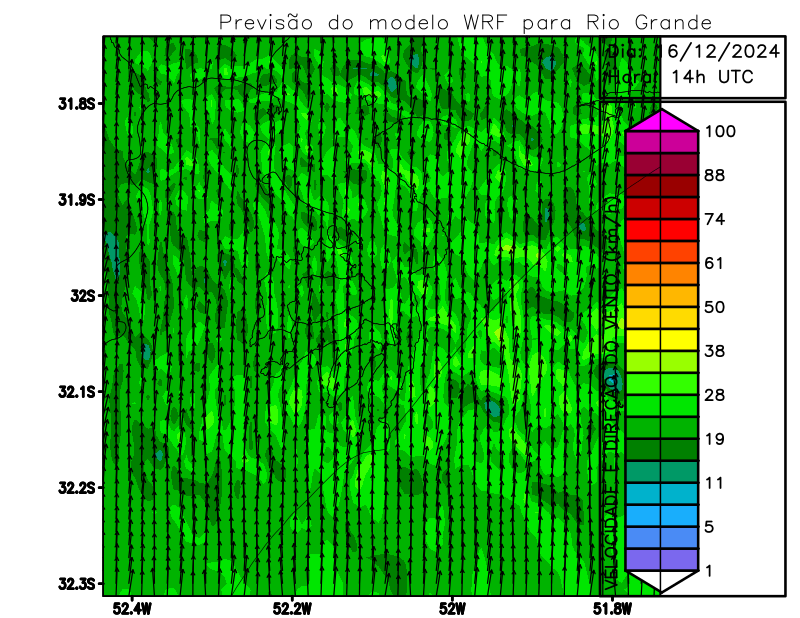 Previsão do modelo WRF para Rio Grande
Dia: 16/12/2024
Hora: 14h UTC
31.8S
31.9S
32S
32.1S
32.2S
32.3S
52.4W
52.2W
52W
51.8W
VELOCIDADE E DIREÇÃO DO VENTO (km/h)
100
88
74
61
50
38
28
19
11
5
1